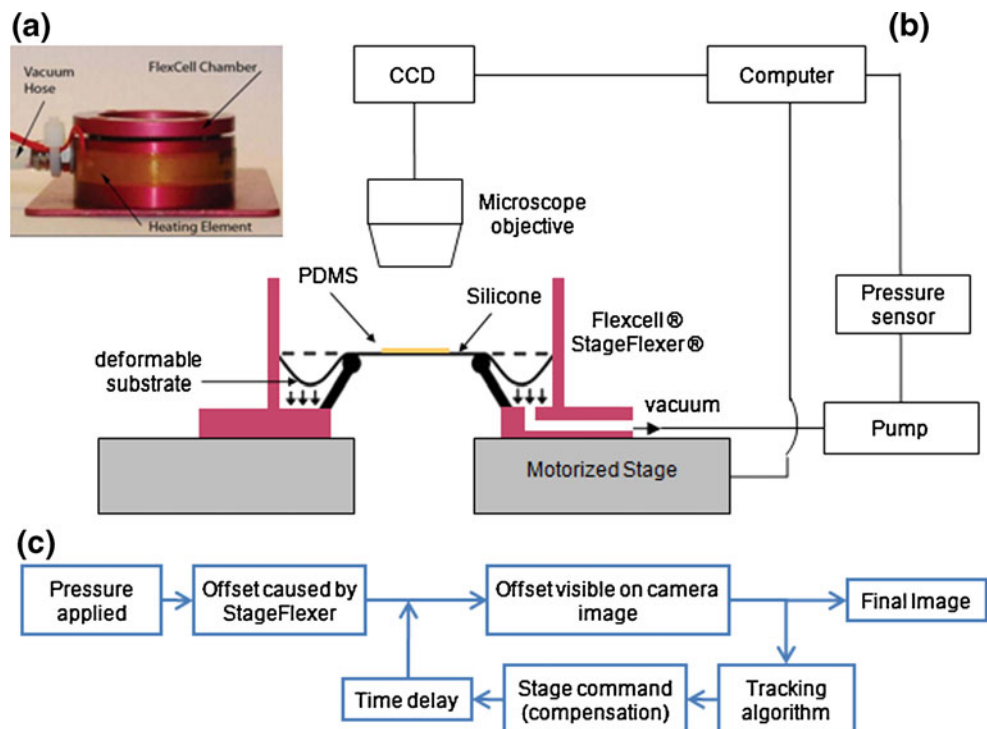 (a)
Vacuum
Hose
FlexCell Chamber
Heating Element
(b)
CCD
Computer
Microscope
objective
PDMS
Silicone
Flexcell®
StageFlexer®
Pressure
sensor
deformable
substrate
vacuum
Pump
Motorized Stage
(c)
Pressure
applied
Offset caused by
StageFlexer
Offset visible on camera
image
Final Image
Time delay
Stage command
(compensation)
Tracking
algorithm